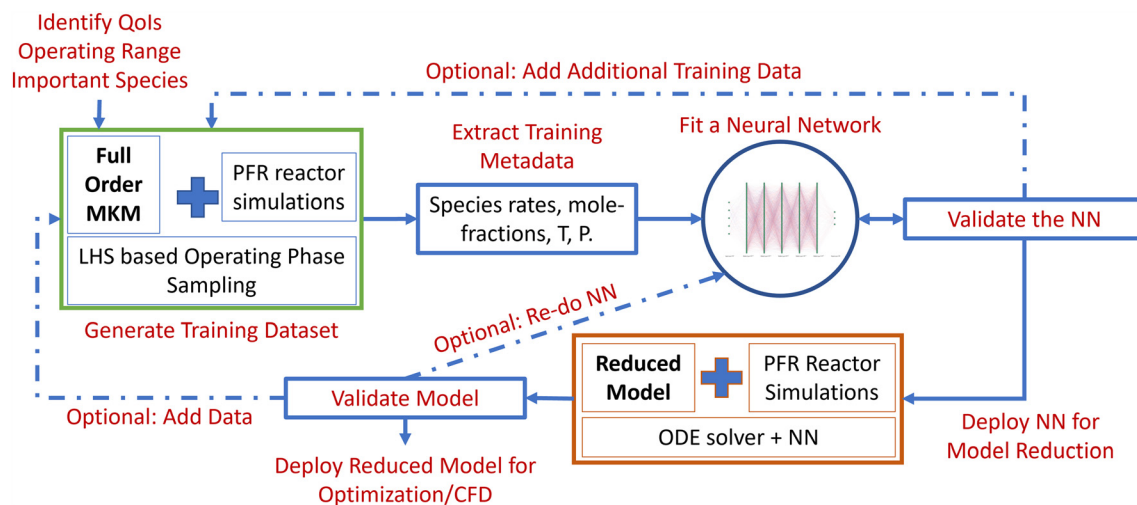 Identify QoIs
Operating Range
Important Species
Optional: Add Additional Training Data
Full
Order
MKM
PFR reactor
simulations
LHS based Operating Phase
Sampling
Generate Training Dataset
Extract Training
Metadata
Species rates, mole-
fractions, T, P.
Fit a Neural Network
Validate the NN
Optional: Re-do NN
Reduced
Model
PFR Reactor
Simulations
ODE solver + NN
Deploy NN for
Model Reduction
Validate Model
Optional: Add Data
Deploy Reduced Model for
Optimization/CFD